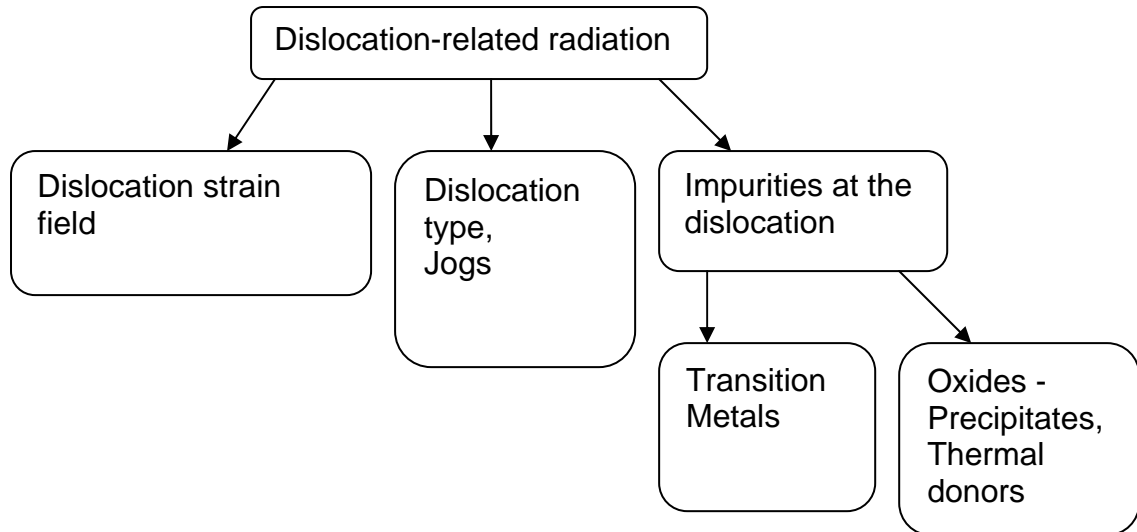 Dislocation-related radiation
Dislocation strain
field
Dislocation
type,
Jogs
Impurities at the
dislocation
Transition
Metals
Oxides -
Precipitates,
Thermal
donors